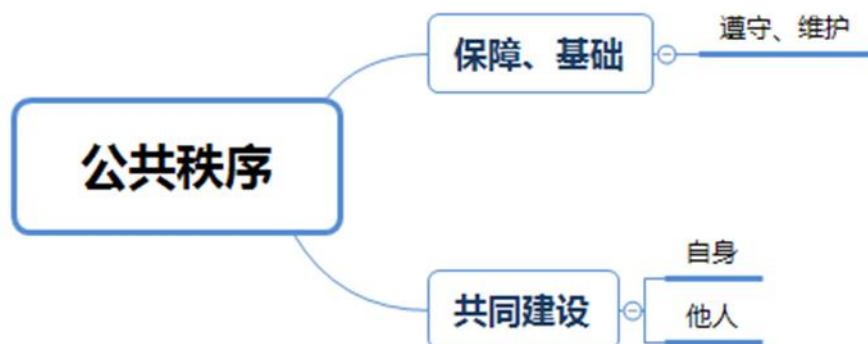 公共秩序
保障、基础
遵守、维护
共同建设
自身
他人